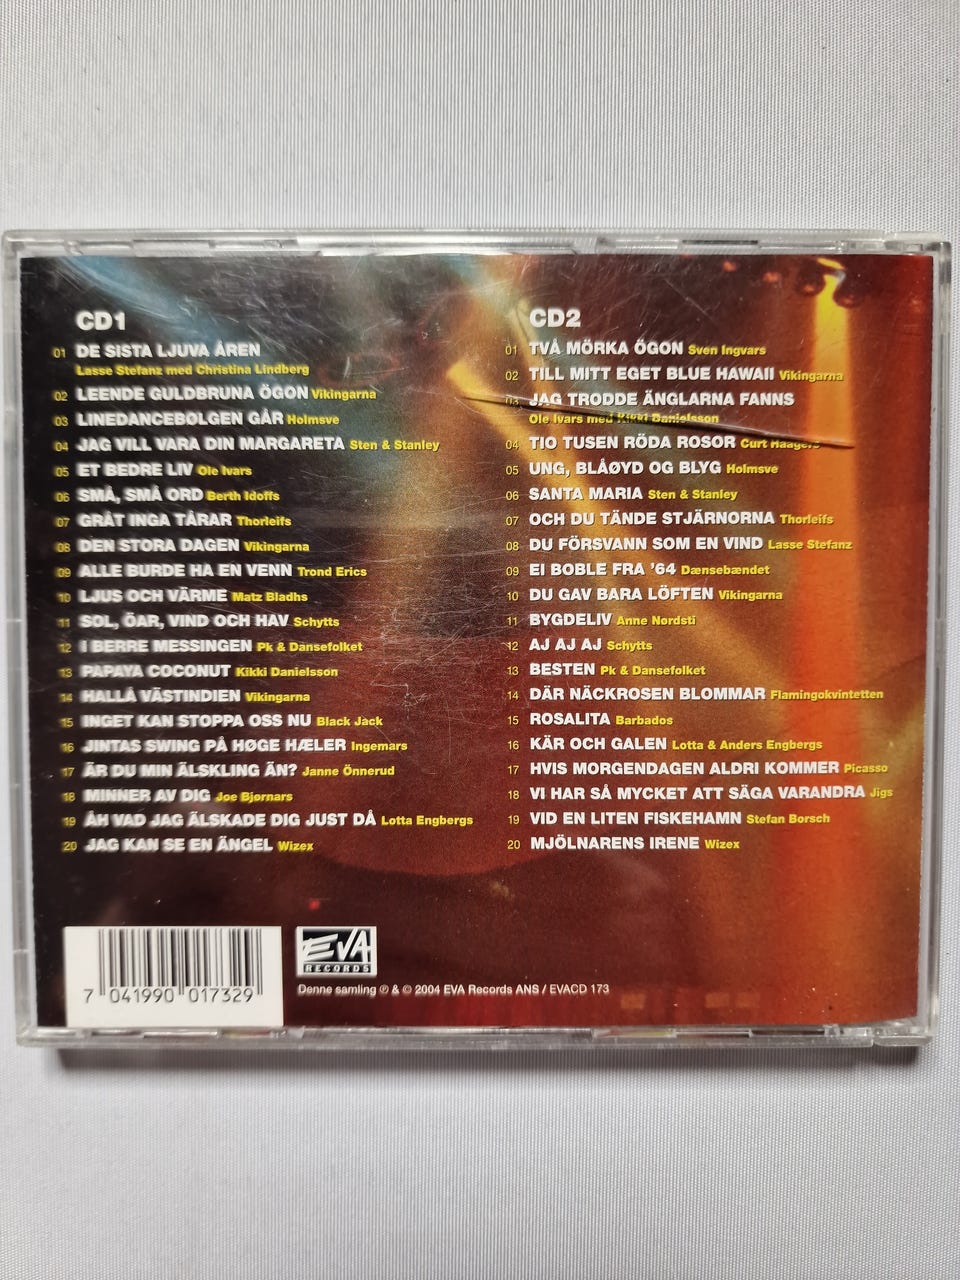 CD1
01 DE SISTA LJUVA ÅREN
Lasse Stefanz med Christina Lindberg
02 LEENDE GULDBRUNA ÖGON Vikingarna
03 LINEDANCEBØLGEN GÅR Holmsve
04 JAG VILL VARA DIN MARGARETA Sten & Stanley
05 ET BEDRE LIV Ole Ivars
06 SMÅ, SMÅ ORD Berth Idoffs
07 GRÅT INGA TÅRAR Thorleifs
08 DEN STORA DAGEN Vikingarna
09 ALLE BURDE HA EN VENN Trond Erics
10 LJUS OCH VÄRME Matz Bladhs
11 SOL, ÖAR, VIND OCH HAV Schytts
12 I BERRE MESSINGEN Pk & Dansefolket
13 PAPAYA COCONUT Kikki Danielsson
14 HALLÅ VÄSTINDIEN Vikingarna
15 INGET KAN STOPPA OSS NU Black Jack
16 JINTAS SWING PÅ HØGE HÆLER Ingemars
17 ÄR DU MIN ÄLSKLING ÄN? Janne Önnerud
18 MINNER AV DIG Joe Bjørnars
19 ÅH VAD JAG ÄLSKADE DIG JUST DÅ Lotta Engbergs
20 JAG KAN SE EN ÄNGEL Wizex
CD2
01 TVÅ MÖRKA ÖGON Sven Ingvars
02 TILL MITT EGET BLUE HAWAII Vikingarna
03 JAG TRODDE ÄNGLARNA FANNS
Ole Ivars med Kikki Danielsson
04 TIO TUSEN RÖDA ROSOR Curt Haagers
05 UNG, BLÅØYD OG BLYG Holmsve
06 SANTA MARIA Sten & Stanley
07 OCH DU TÄNDE STJÄRNORNA Thorleifs
08 DU FÖRSVANN SOM EN VIND Lasse Stefanz
09 EI BOBLE FRA '64 Dænsebændet
10 DU GAV BARA LÖFTEN Vikingarna
11 BYGDELIV Anne Nørdsti
12 AJ AJ AJ Schytts
13 BESTEN Pk & Dansefolket
14 DÄR NÄCKROSEN BLOMMAR Flamingokvintetten
15 ROSALITA Barbados
16 KÄR OCH GALEN Lotta & Anders Engbergs
17 HVIS MORGENDAGEN ALDRI KOMMER Picasso
18 VI HAR SÅ MYCKET ATT SÄGA VARANDRA Jigs
19 VID EN LITEN FISKEHAMN Stefan Borsch
20 MJÖLNARENS IRENE Wizex
7 041990 017329
EVA
RECORDS
Denne samling ℗ & © 2004 EVA Records ANS / EVACD 173